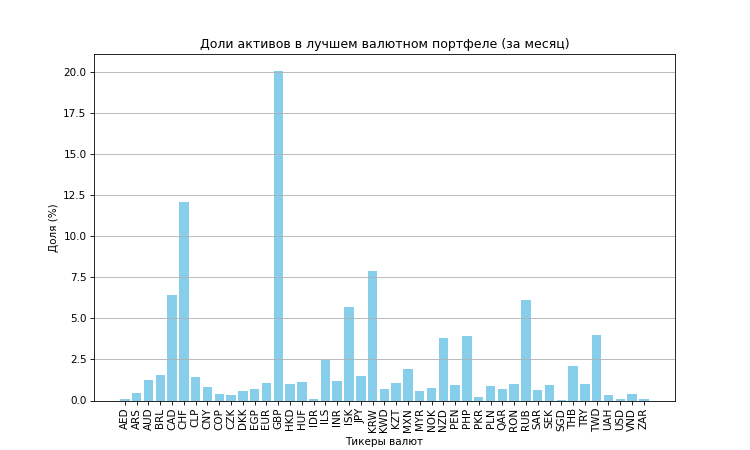 Доли активов в лучшем валютном портфеле (за месяц)
Доля (%)
20.0
17.5
15.0
12.5
10.0
7.5
5.0
2.5
0.0
AED
ARS
AUD
BRL
CAD
CHF
CLP
CNY
COP
CZK
DKK
EGP
EUR
GBP
HKD
HUF
IDR
ILS
INR
ISK
JPY
KRW
KWD
KZT
MXN
MYR
NOK
NZD
PEN
PHP
PKR
PLN
QAR
RON
RUB
SAR
SEK
SGD
THB
TRY
TWD
UAH
USD
VND
ZAR
Тикеры валют